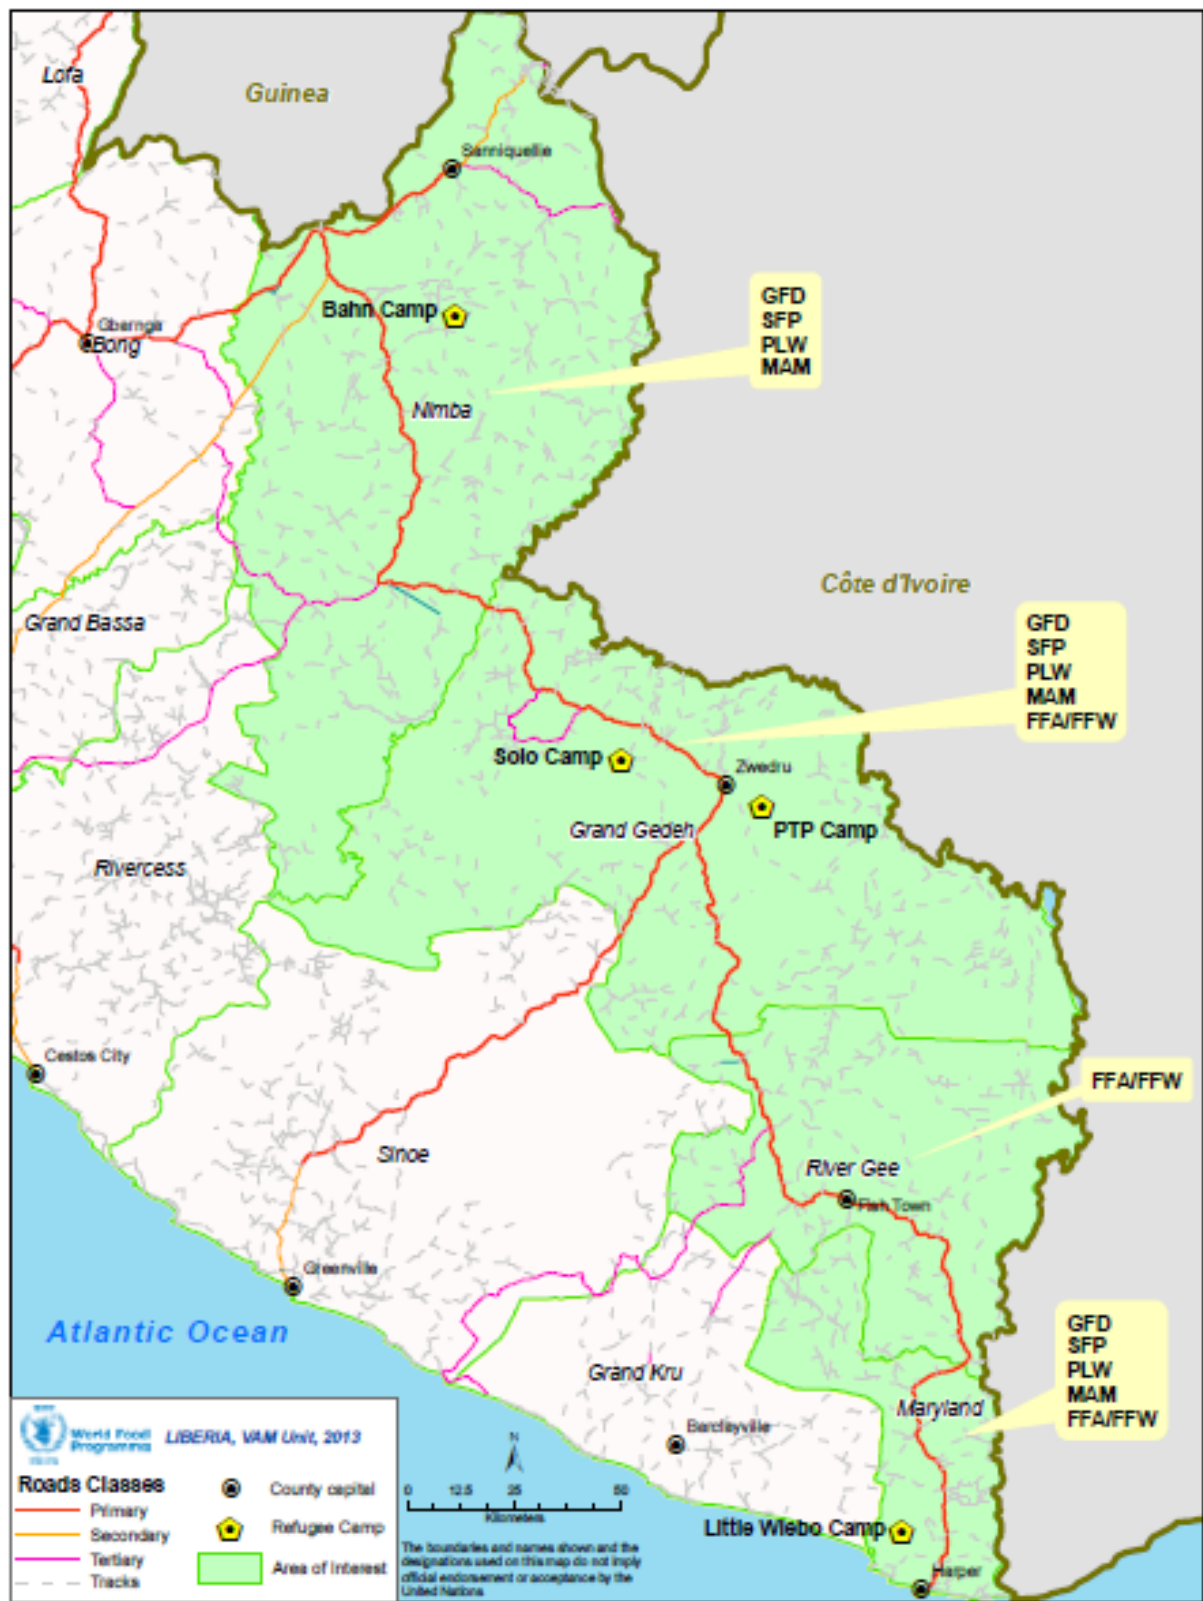 Lofa
Guinea
Sanniquellie
Bahn Camp
GFD
SFP
PLW
MAM
Gbarnga
Bong
Nimba
Côte d'Ivoire
Grand Bassa
GFD
SFP
PLW
MAM
FFA/FFW
Solo Camp
Zwedru
PTP Camp
Grand Gedeh
Rivercess
Cestos City
FFA/FFW
Sinoe
River Gee
Fish Town
Greenville
Atlantic Ocean
GFD
SFP
PLW
MAM
FFA/FFW
Grand Kru
Maryland
Barclayville
Little Wlebo Camp
Harper
World Food
Programme
LIBERIA, VAM Unit, 2013
Roads Classes
Primary
Secondary
Tertiary
Tracks
County capital
Refugee Camp
Area of Interest
N
0 12.5 25 50
Kilometers
The boundaries and names shown and the
designations used on this map do not imply
official endorsement or acceptance by the
United Nations